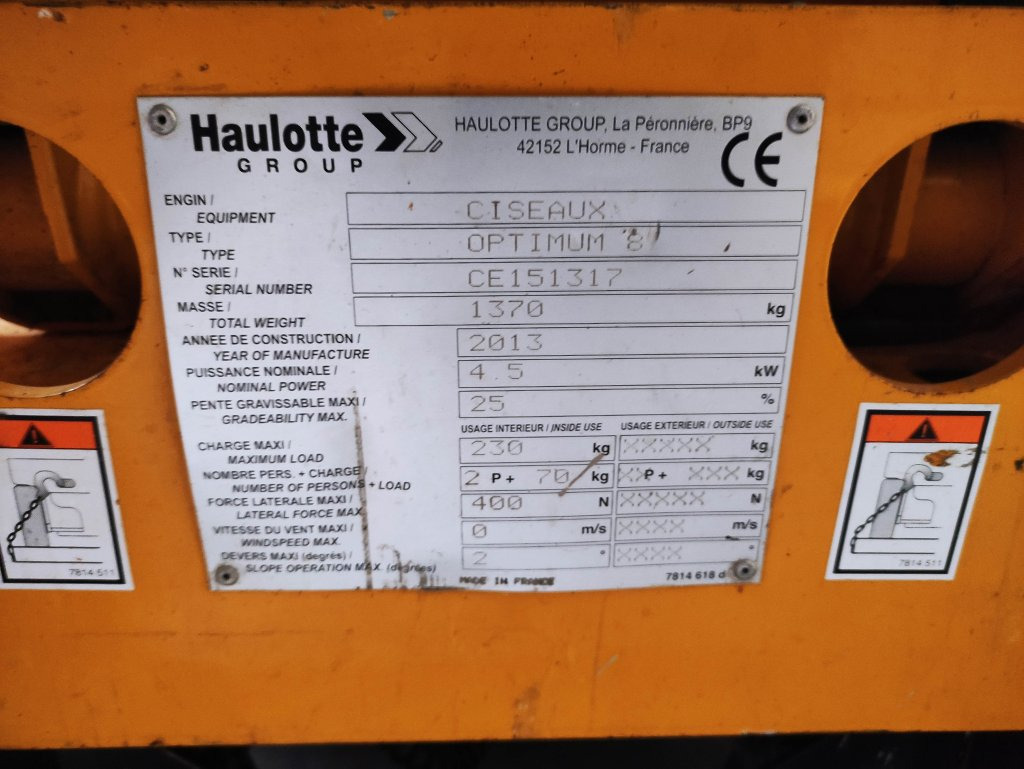 Haulotte
GROUP
HAULOTTE GROUP, La Péronnière, BP9
42152 L'Horme - France
CE
ENGIN /
EQUIPMENT
CISEAUX
TYPE /
TYPE
OPTIMUM 8
N° SERIE /
SERIAL NUMBER
CE151317
MASSE /
TOTAL WEIGHT
1370 kg
ANNEE DE CONSTRUCTION /
YEAR OF MANUFACTURE
2013
PUISSANCE NOMINALE /
NOMINAL POWER
4.5 kW
PENTE GRAVISSABLE MAXI /
GRADEABILITY MAX.
25 %
USAGE INTERIEUR / INSIDE USE USAGE EXTERIEUR / OUTSIDE USE
CHARGE MAXI /
MAXIMUM LOAD
230 kg XXXXX kg
NOMBRE PERS. + CHARGE /
NUMBER OF PERSONS + LOAD
2 P + 70 kg XX P + XXX kg
FORCE LATERALE MAXI /
LATERAL FORCE MAX
400 N XXXXX N
VITESSE DU VENT MAXI /
WINDSPEED MAX.
0 m/s XXXX m/s
DEVERS MAXI (degrés) /
SLOPE OPERATION MAX (degrees)
2 ° XXXX °
MADE IN FRANCE
7814 618 d
7814 511
7814 511